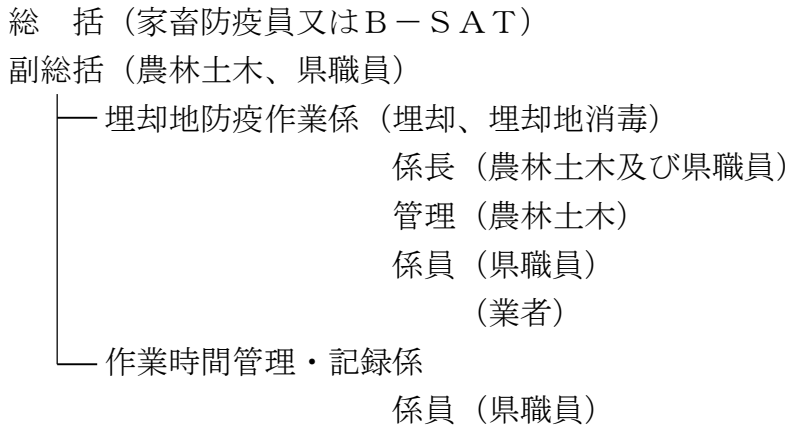 総　括（家畜防疫員又はＢ－ＳＡＴ）
副総括（農林土木、県職員）
埋却地防疫作業係（埋却、埋却地消毒）
係長（農林土木及び県職員）
管理（農林土木）
係員（県職員）
（業者）
作業時間管理・記録係
係員（県職員）